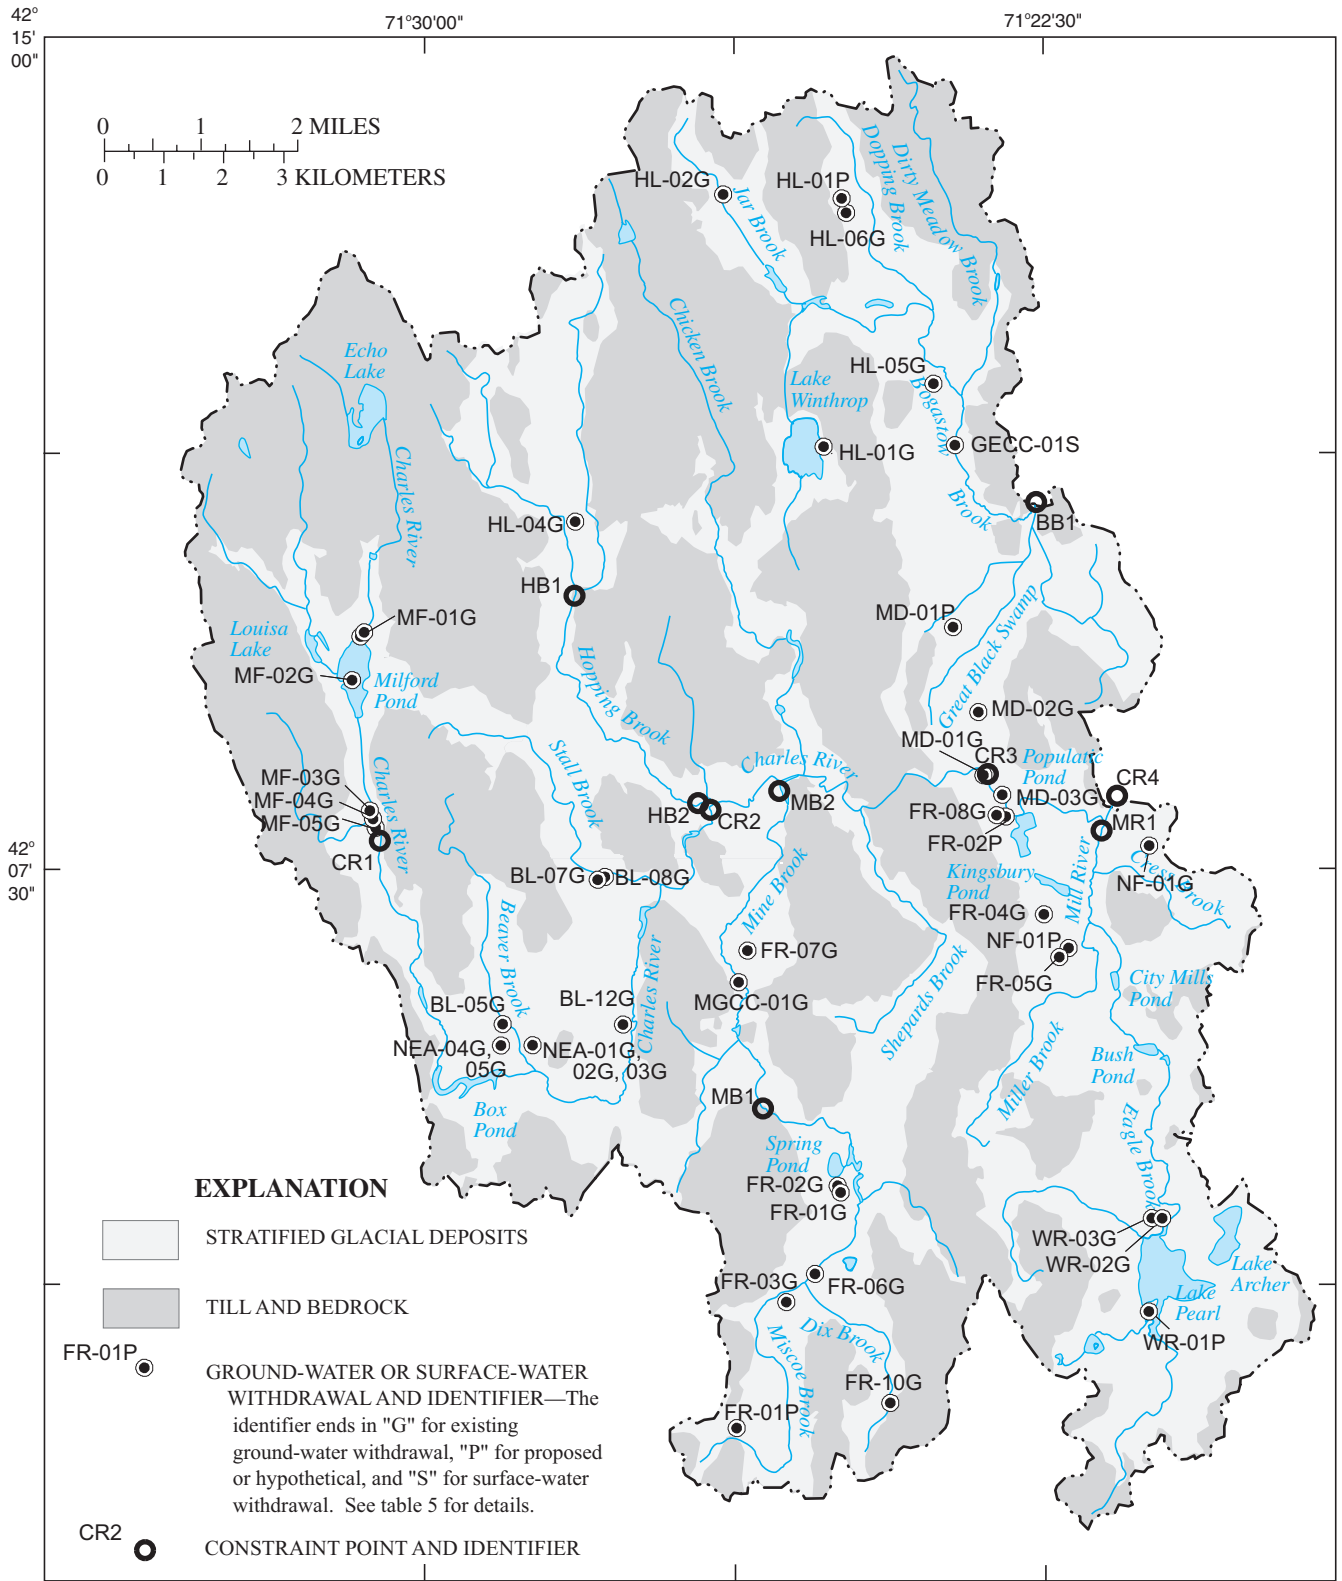 42°
15'
00"
71°30'00"
71°22'30"
0 1 2 MILES
0 1 2 3 KILOMETERS
HL-02G
HL-01P
HL-06G
Jar Brook
Dopping Brook
Dirty Meadow Brook
Chicken Brook
Echo
Lake
Charles River
HL-05G
Lake
Winthrop
Bogastow
Brook
HL-01G
GECC-01S
BB1
HL-04G
HB1
MF-01G
Louisa
Lake
MF-02G
Milford
Pond
MD-01P
Great Black Swamp
Hopping Brook
MD-02G
MD-01G
CR3
Populatic
Pond
CR4
Stall Brook
Charles River
MF-03G
MF-04G
MF-05G
Charles River
CR1
HB2
CR2
MB2
MD-03G
FR-08G
FR-02P
MR1
42°
07'
30"
BL-07G
BL-08G
Mine Brook
Kingsbury
Pond
Mill River
NF-01G
Cress Brook
FR-04G
Beaver Brook
FR-07G
NF-01P
FR-05G
MGCC-01G
BL-05G
BL-12G
Charles River
Shepards Brook
City Mills
Pond
NEA-04G,
05G
NEA-01G,
02G, 03G
Miller Brook
Bush
Pond
Box
Pond
MB1
Eagle Brook
Spring
Pond
FR-02G
FR-01G
WR-03G
WR-02G
Lake
Archer
FR-03G
FR-06G
Lake
Pearl
WR-01P
Miscoe Brook
Dix Brook
FR-10G
FR-01P
EXPLANATION
STRATIFIED GLACIAL DEPOSITS
TILL AND BEDROCK
FR-01P
GROUND-WATER OR SURFACE-WATER
WITHDRAWAL AND IDENTIFIER—The
identifier ends in "G" for existing
ground-water withdrawal, "P" for proposed
or hypothetical, and "S" for surface-water
withdrawal. See table 5 for details.
CR2
CONSTRAINT POINT AND IDENTIFIER